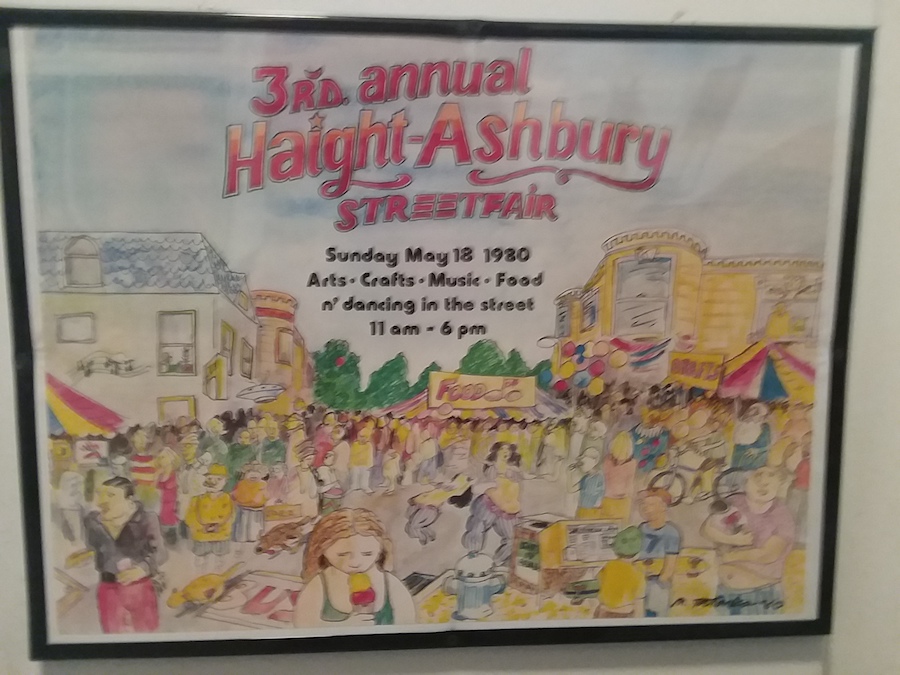 3RD. annual
Haight-Ashbury
STREETFAIR
Sunday May 18 1980
Arts • Crafts • Music • Food
n' dancing in the street
11 am - 6 pm
FOOD
BUS